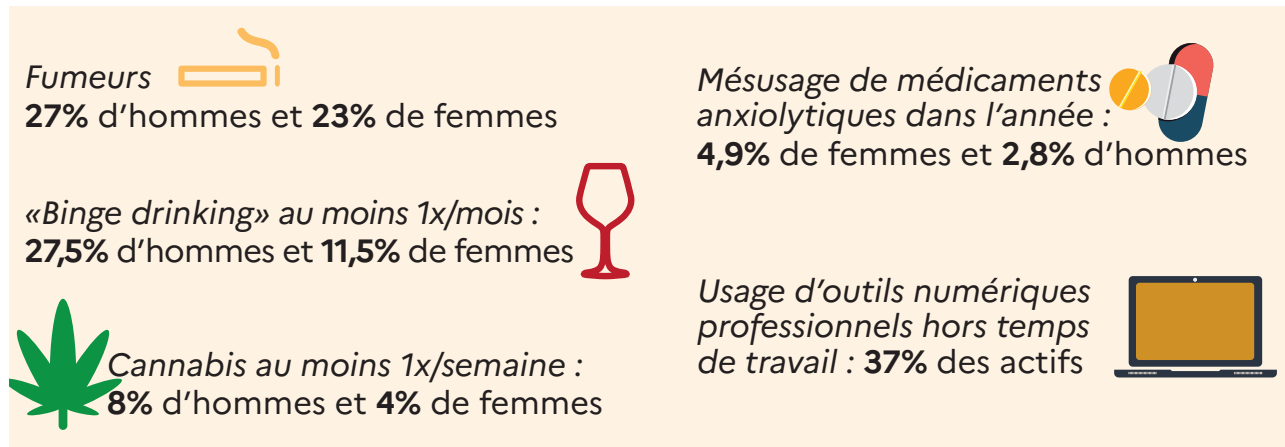 Fumeurs
27% d’hommes et 23% de femmes
«Binge drinking» au moins 1x/mois :
27,5% d’hommes et 11,5% de femmes
Cannabis au moins 1x/semaine :
8% d’hommes et 4% de femmes
Mésusage de médicaments
anxiolytiques dans l’année :
4,9% de femmes et 2,8% d’hommes
Usage d’outils numériques
professionnels hors temps
de travail : 37% des actifs